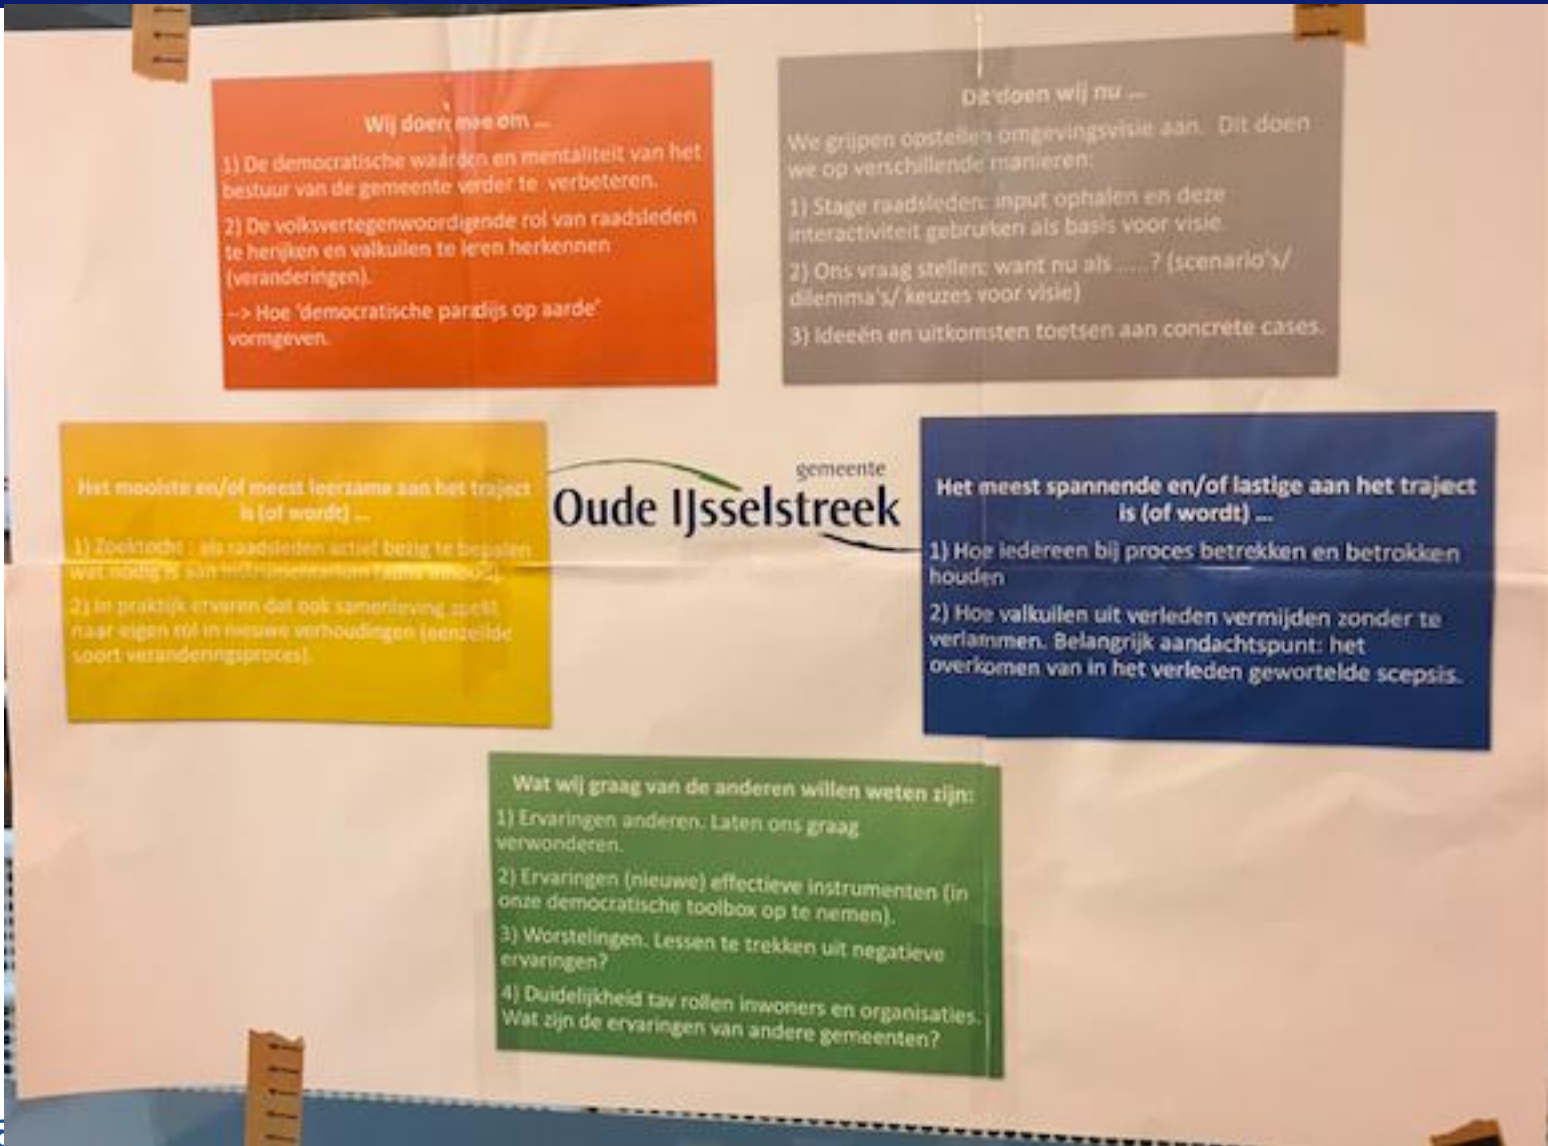 Wij doen mee om ...
1) De democratische waarden en mentaliteit van het
bestuur van de gemeente verder te verbeteren.
2) De volksvertegenwoordigende rol van raadsleden
te herijken en valkuilen te leren herkennen
(veranderingen).
--> Hoe 'democratische paradijs op aarde'
vormgeven.
Dit doen wij nu ...
We grijpen opstellen omgevingsvisie aan. Dit doen
we op verschillende manieren:
1) Stage raadsleden: input ophalen en deze
interactiviteit gebruiken als basis voor visie.
2) Ons vraag stellen: want nu als .....? (scenario's/
dilemma's/ keuzes voor visie)
3) Ideeën en uitkomsten toetsen aan concrete cases.
Het mooiste en/of meest leerzame aan het traject
is (of wordt) ...
1) Zoektocht : als raadsleden actief bezig te bepalen
wat nodig is aan instrumentarium
2) In praktijk ervaren dat ook samenleving zoekt
naar eigen rol in nieuwe verhoudingen (eenzelfde
soort veranderingsproces).
gemeente
Oude IJsselstreek
Het meest spannende en/of lastige aan het traject
is (of wordt) ...
1) Hoe iedereen bij proces betrekken en betrokken
houden
2) Hoe valkuilen uit verleden vermijden zonder te
verlammen. Belangrijk aandachtspunt: het
overkomen van in het verleden gewortelde scepsis.
Wat wij graag van de anderen willen weten zijn:
1) Ervaringen anderen. Laten ons graag
verwonderen.
2) Ervaringen (nieuwe) effectieve instrumenten (in
onze democratische toolbox op te nemen).
3) Worstelingen. Lessen te trekken uit negatieve
ervaringen?
4) Duidelijkheid tav rollen inwoners en organisaties.
Wat zijn de ervaringen van andere gemeenten?